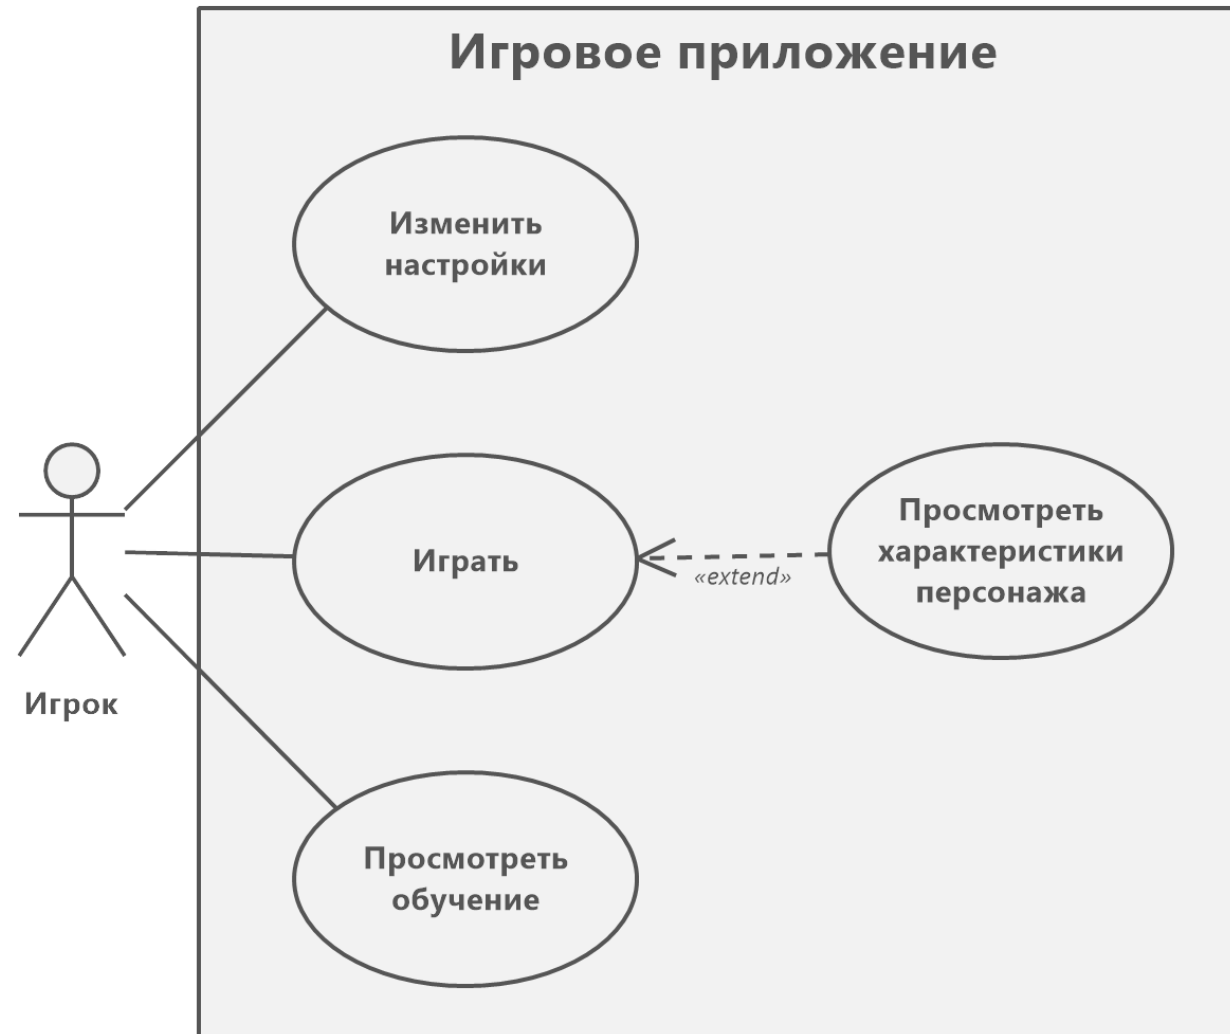 Игровое приложение
Изменить
настройки
Играть
«extend»
Просмотреть
характеристики
персонажа
Игрок
Просмотреть
обучение